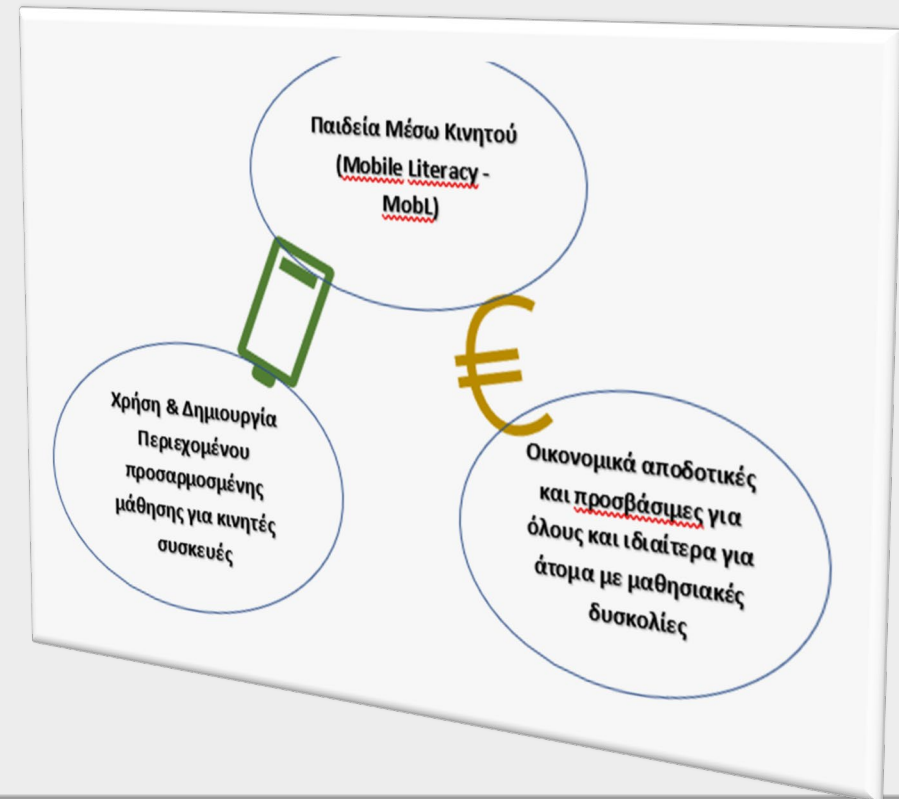 Παιδεία Μέσω Κινητού
(Mobile Literacy -
MobL)
Χρήση & Δημιουργία
Περιεχομένου
προσαρμοσμένης
μάθησης για κινητές
συσκευές
€
Οικονομικά αποδοτικές
και προσβάσιμες για
όλους και ιδιαίτερα για
άτομα με μαθησιακές
δυσκολίες